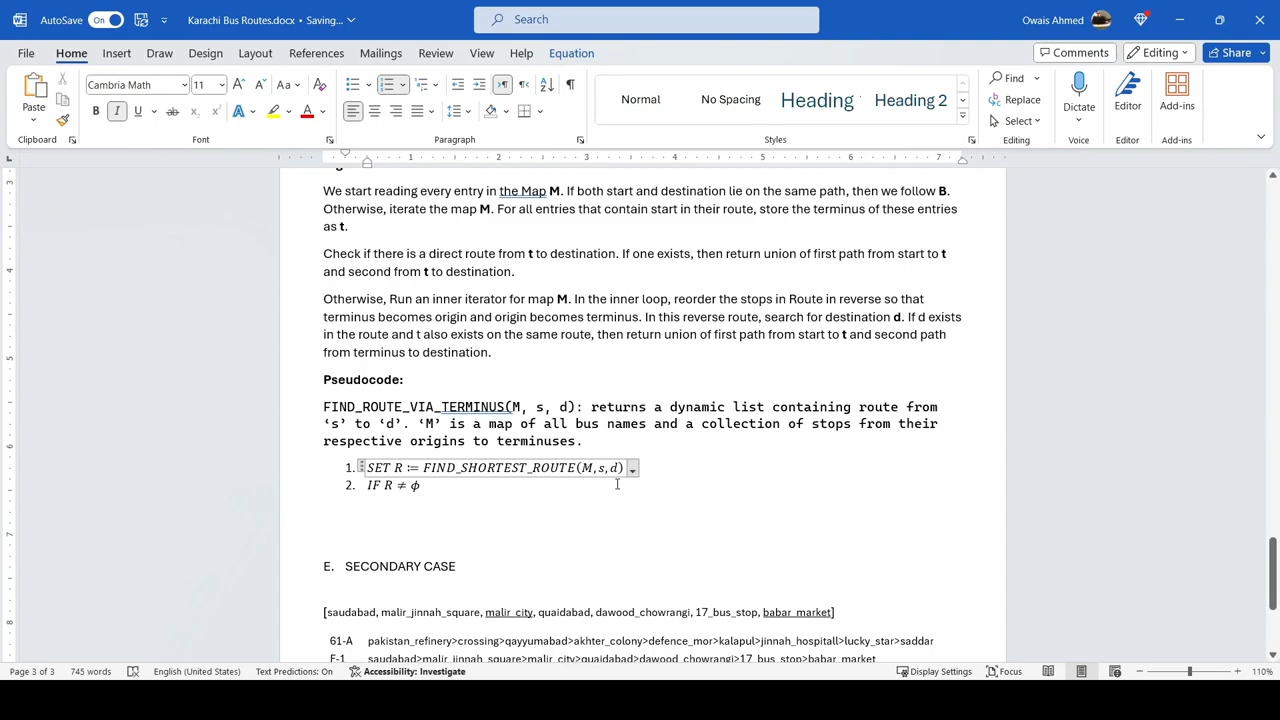 AutoSave On Karachi Bus Routes.docx • Saving... Search Owais Ahmed
File Home Insert Draw Design Layout References Mailings Review View Help Equation Comments Editing Share
Cambria Math 11 Aa Normal No Spacing Heading Heading 2 Find Replace Select
Paste B I U ab x A A Dictate Editor Add-ins
Clipboard Font Paragraph Styles Editing Voice Editor Add-ins
1 2 3 4 5 6 7
We start reading every entry in the Map M. If both start and destination lie on the same path, then we follow B.
Otherwise, iterate the map M. For all entries that contain start in their route, store the terminus of these entries
as t.
Check if there is a direct route from t to destination. If one exists, then return union of first path from start to t
and second from t to destination.
Otherwise, Run an inner iterator for map M. In the inner loop, reorder the stops in Route in reverse so that
terminus becomes origin and origin becomes terminus. In this reverse route, search for destination d. If d exists
in the route and t also exists on the same route, then return union of first path from start to t and second path
from terminus to destination.
Pseudocode:
FIND_ROUTE_VIA_TERMINUS(M, s, d): returns a dynamic list containing route from
‘s’ to ‘d’. ‘M’ is a map of all bus names and a collection of stops from their
respective origins to terminuses.
1. SET R ≔ FIND_SHORTEST_ROUTE(M, s, d)
2. IF R ≠ ϕ
E. SECONDARY CASE
[saudabad, malir_jinnah_square, malir_city, quaidabad, dawood_chowrangi, 17_bus_stop, babar_market]
61-A pakistan_refinery>crossing>qayyumabad>akhter_colony>defence_mor>kalapul>jinnah_hospitall>lucky_star>saddar
F-1 saudabad>malir_jinnah_square>malir_city>quaidabad>dawood_chowrangi>17_bus_stop>babar_market
Page 3 of 3 745 words English (United States) Text Predictions: On Accessibility: Investigate Display Settings Focus 110%